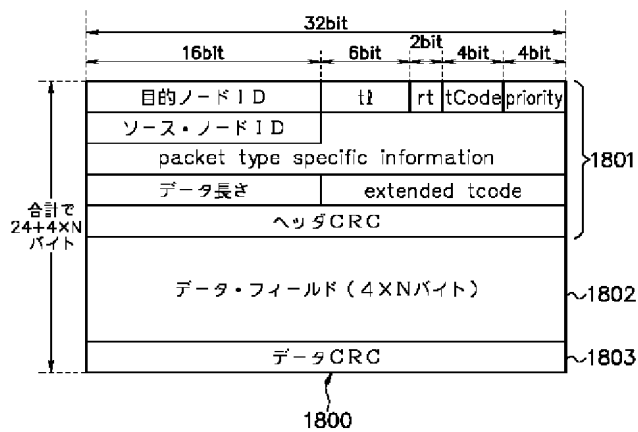 32bit
16bit
6bit
2bit
4bit
4bit
目的ノードID
tℓ
rt
tCode
priority
ソース・ノードID
packet type specific information
データ長さ
extended tcode
ヘッダCRC
1801
合計で
24+4×N
バイト
データ・フィールド(4×Nバイト)
1802
データCRC
1803
1800